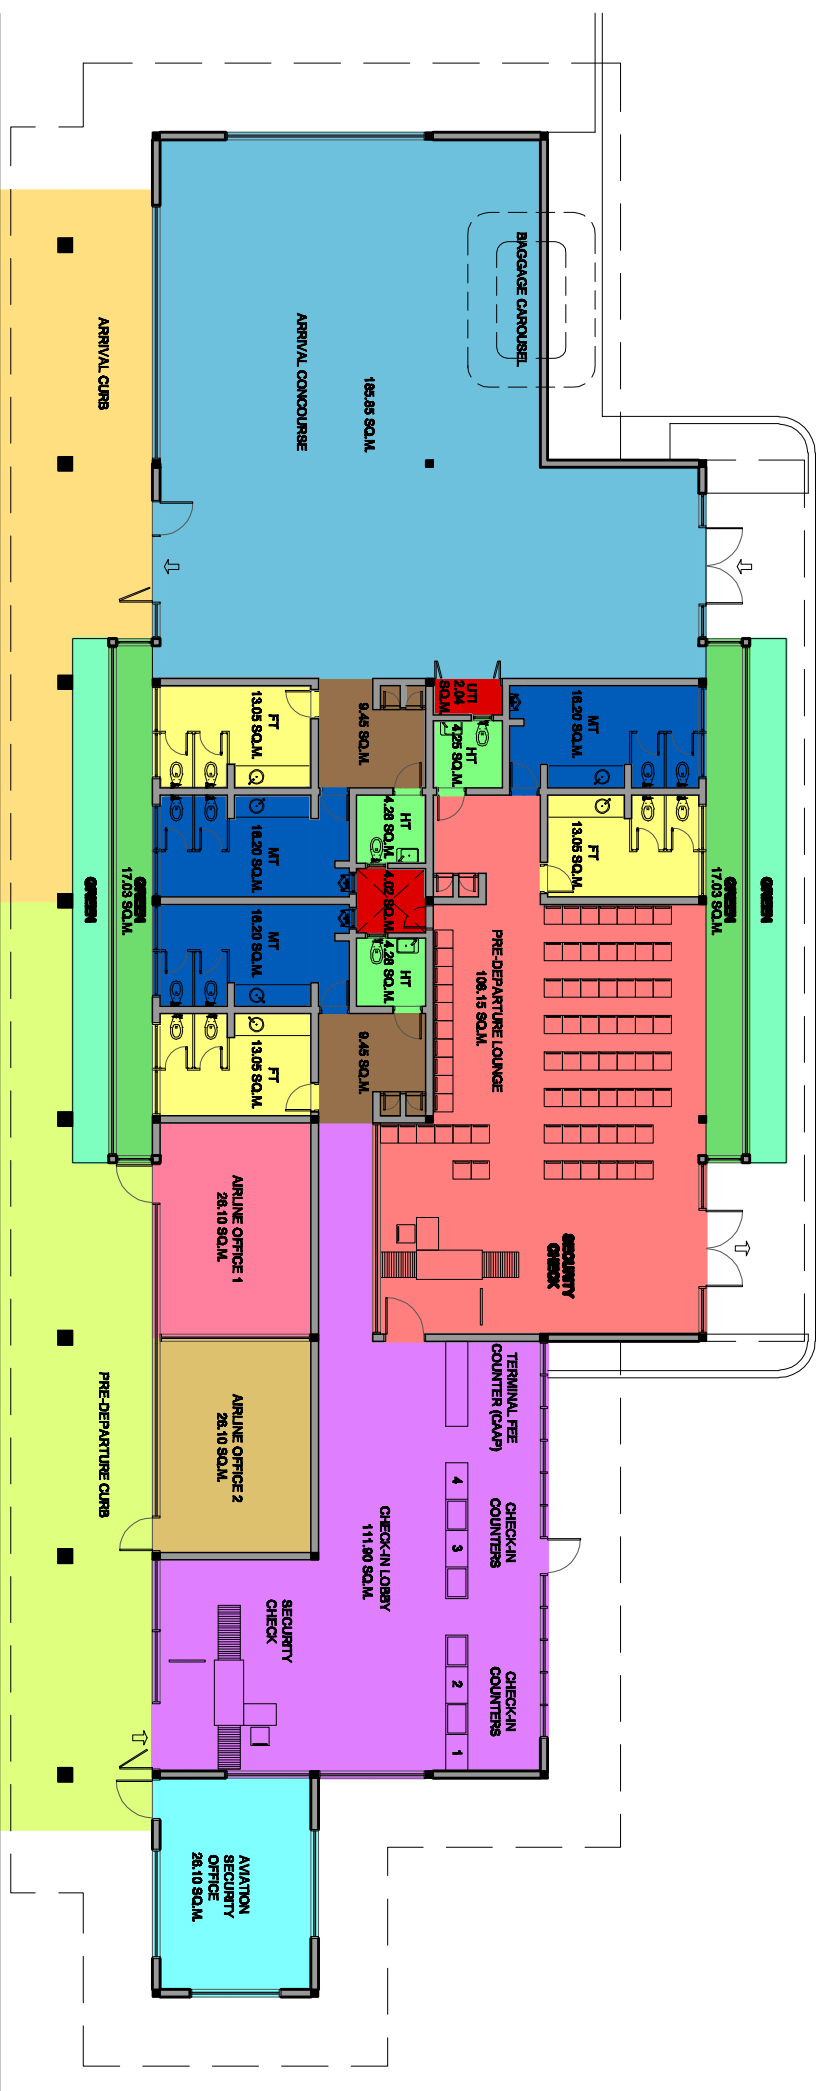 BAGGAGE CAROUSEL
ARRIVAL CONCOURSE
185.85 SQ.M.
ARRIVAL CURB
UTI
2.04
SQ.M.
HT
4.25 SQ.M.
MT
16.20 SQ.M.
FT
13.05 SQ.M.
9.45 SQ.M.
FT
13.05 SQ.M.
HT
4.28 SQ.M.
MT
16.20 SQ.M.
4.02 SQ.M.
MT
16.20 SQ.M.
HT
4.28 SQ.M.
FT
13.05 SQ.M.
9.45 SQ.M.
GREEN
GREEN
17.03 SQ.M.
GREEN
GREEN
17.03 SQ.M.
PRE-DEPARTURE LOUNGE
108.15 SQ.M.
SECURITY
CHECK
AIRLINE OFFICE 1
26.10 SQ.M.
AIRLINE OFFICE 2
26.10 SQ.M.
PRE-DEPARTURE CURB
TERMINAL FEE
COUNTER (CAAP)
CHECK-IN
COUNTERS
4
3
CHECK-IN LOBBY
111.90 SQ.M.
SECURITY
CHECK
CHECK-IN
COUNTERS
2
1
AVIATION
SECURITY
OFFICE
26.10 SQ.M.